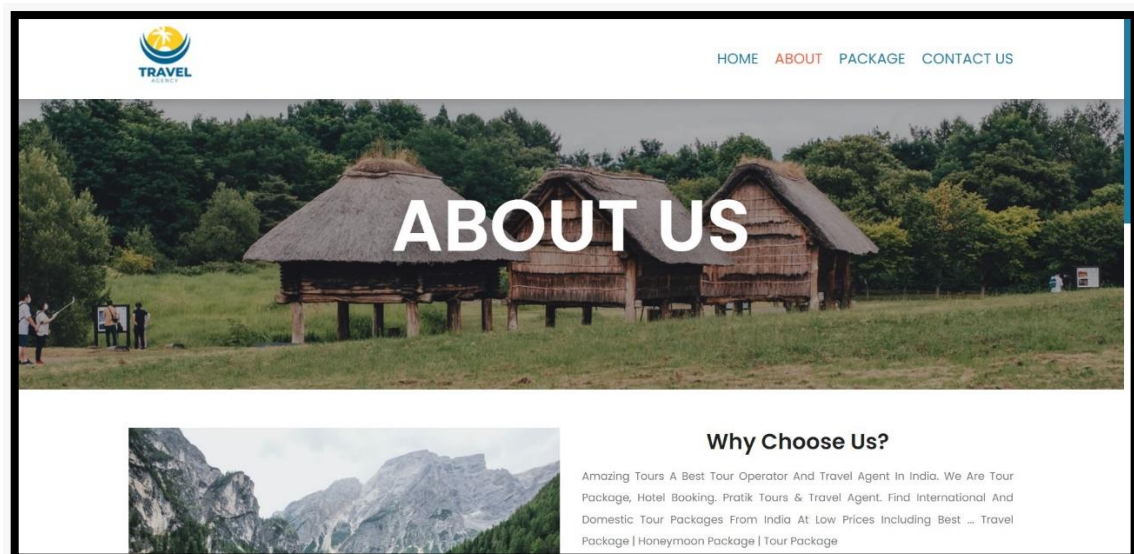 TRAVEL
AGENCY
HOME ABOUT PACKAGE CONTACT US
ABOUT US
Why Choose Us?
Amazing Tours A Best Tour Operator And Travel Agent In India. We Are Tour
Package, Hotel Booking. Pratik Tours & Travel Agent. Find International And
Domestic Tour Packages From India At Low Prices Including Best ... Travel
Package | Honeymoon Package | Tour Package